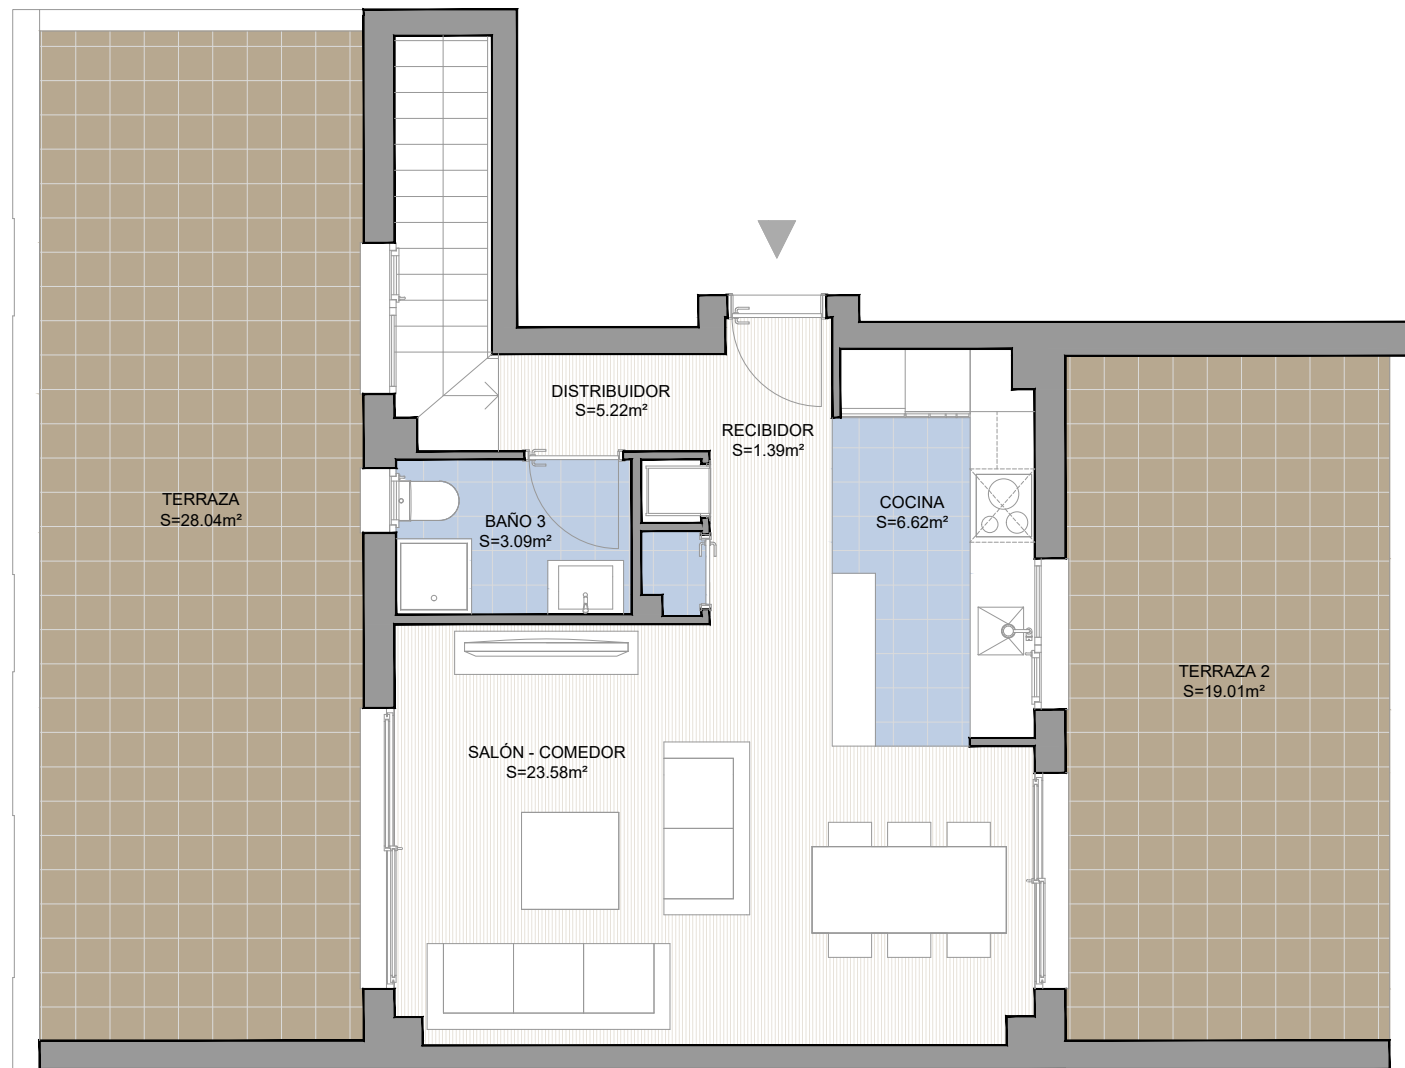 DISTRIBUIDOR
S=5.22m²
RECIBIDOR
S=1.39m²
TERRAZA
S=28.04m²
BAÑO 3
S=3.09m²
COCINA
S=6.62m²
TERRAZA 2
S=19.01m²
SALÓN - COMEDOR
S=23.58m²